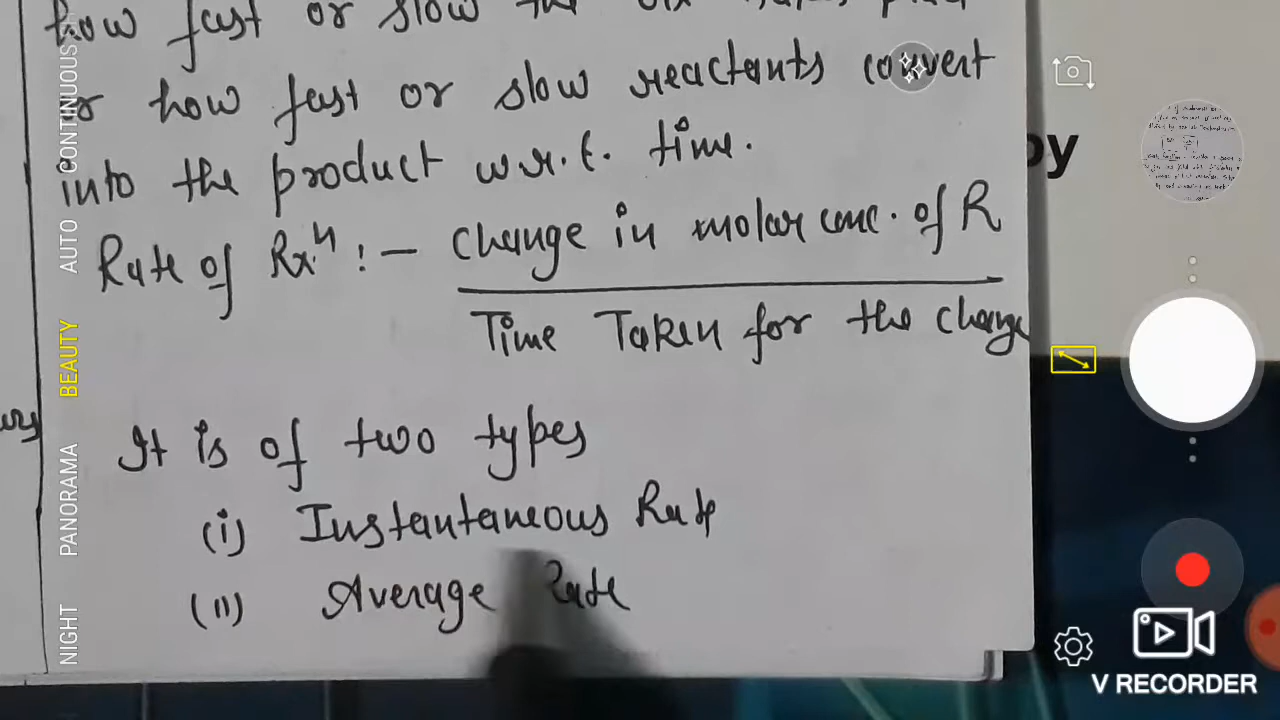 how fast or slow the
or how fast or slow reactants convert
into the product w.r.t. time.
Rate of Rxn :- change in molar conc. of R
Time Taken for the change
It is of two types
(i) Instantaneous Rate
(ii) Average Rate
NIGHT PANORAMA BEAUTY AUTO CONTINUOUS
V RECORDER